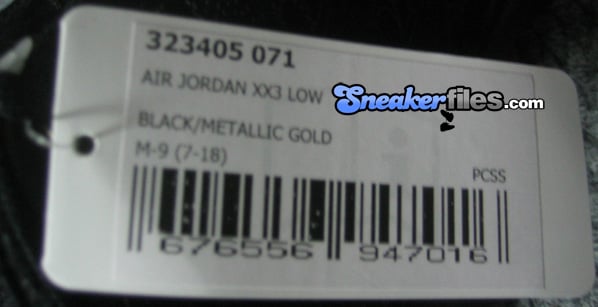 323405 071
AIR JORDAN XX3 LOW
Sneakerfiles.com
BLACK/METALLIC GOLD
M-9 (7-18)
PCSS
676556 947016